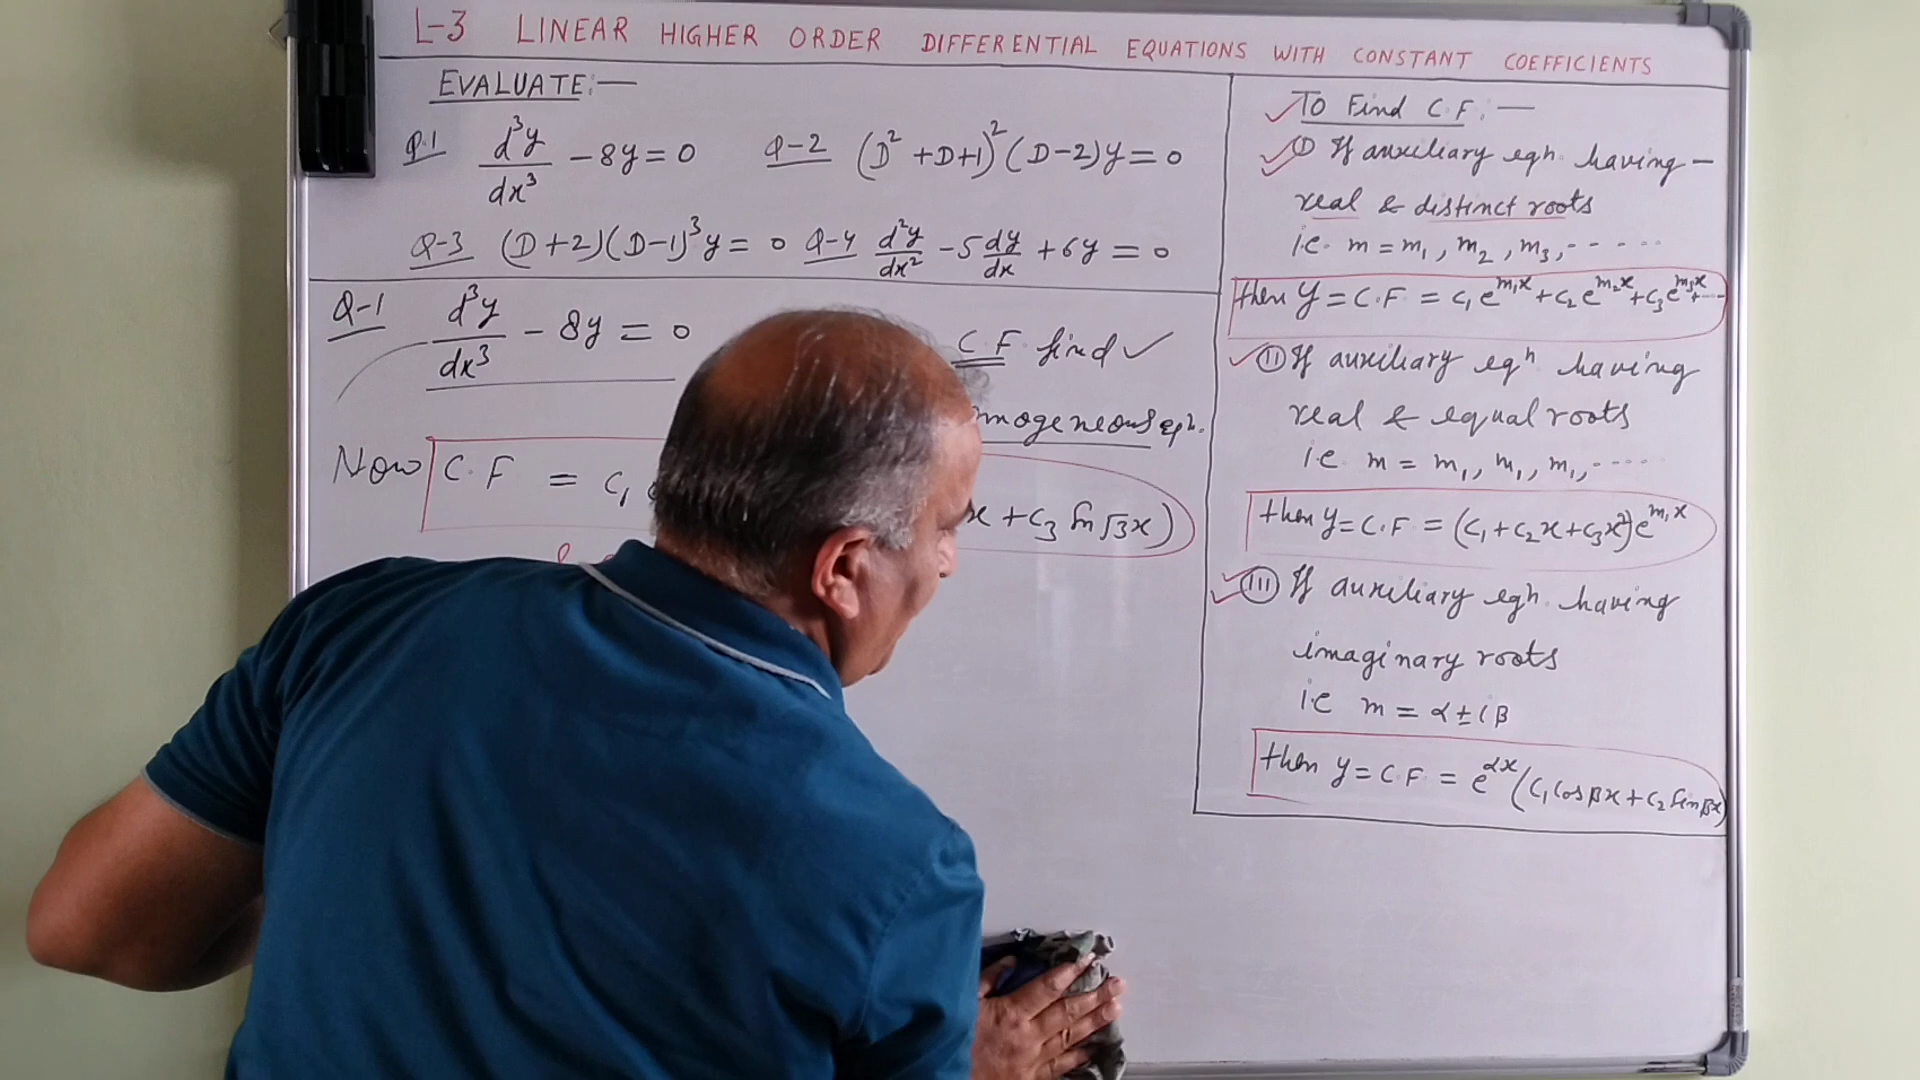 L-3 LINEAR HIGHER ORDER DIFFERENTIAL EQUATIONS WITH CONSTANT COEFFICIENTS
EVALUATE:—
Q.1 d³y/dx³ - 8y = 0 Q-2 (D² + D + 1)² (D - 2)y = 0
Q-3 (D + 2)(D - 1)³y = 0 Q-4 d²y/dx² - 5 dy/dx + 6y = 0
Q-1 d³y/dx³ - 8y = 0
C.F find ✓
mogeneous eqn.
Now C.F = c₁
x + c₃ sin √3x)
✓ To Find C.F:—
✓ (I) If auxiliary eqn. having—
real & distinct roots
i.e. m = m₁, m₂, m₃, ------
then y = C.F = c₁e^{m₁x} + c₂e^{m₂x} + c₃e^{m₃x} + ---
✓ (II) If auxiliary eqn having
real & equal roots
i.e. m = m₁, m₁, m₁, -----
then y = C.F = (c₁ + c₂x + c₃x²)e^{m₁x}
✓ (III) If auxiliary eqn. having
imaginary roots
i.e m = α ± iβ
then y = C.F = e^{αx}(c₁ cos βx + c₂ sin βx)